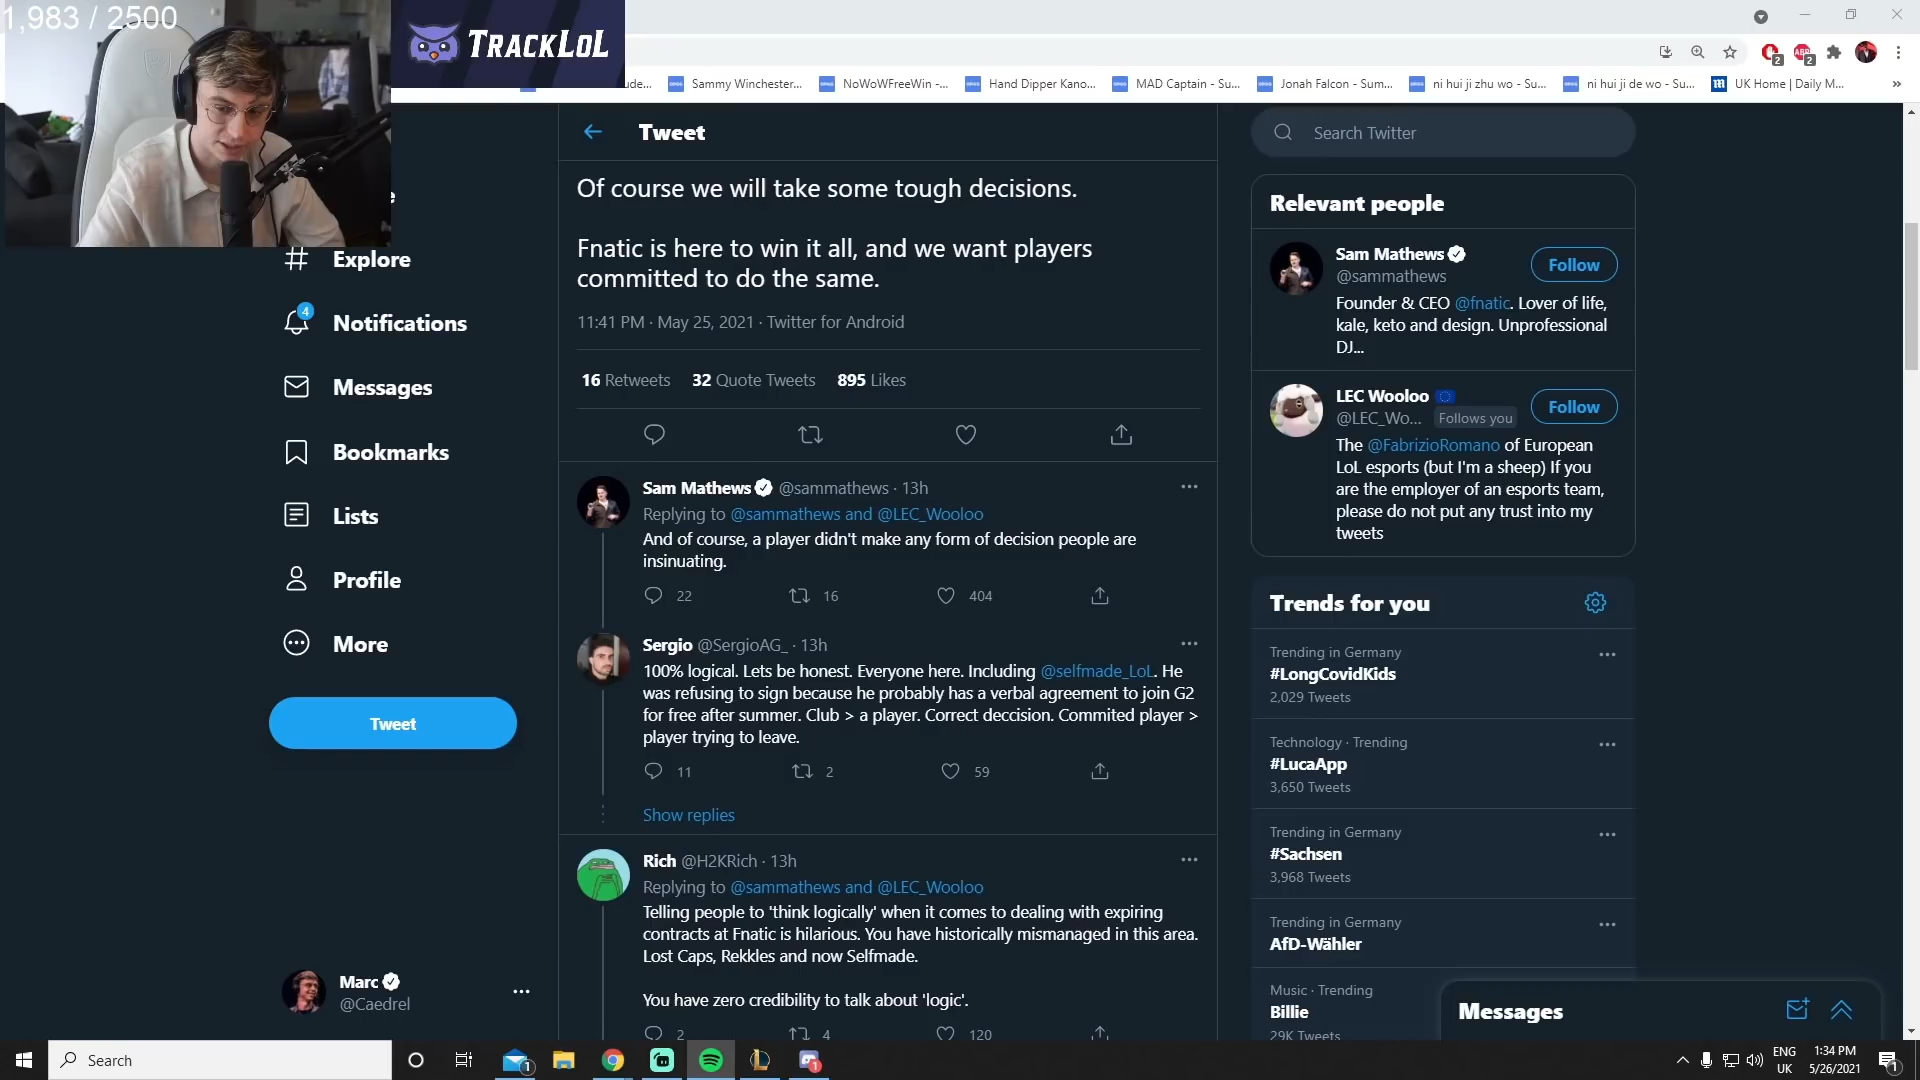 1,983 / 2500
TRACKLOL
ude...
Sammy Winchester...
NoWoWFreeWin -...
Hand Dipper Kano...
MAD Captain - Su...
Jonah Falcon - Sum...
ni hui ji zhu wo - Su...
ni hui ji de wo - Su...
UK Home | Daily M...
»
2
2
Tweet
Search Twitter
Of course we will take some tough decisions.
Fnatic is here to win it all, and we want players
committed to do the same.
11:41 PM · May 25, 2021 · Twitter for Android
16 Retweets 32 Quote Tweets 895 Likes
Explore
4
Notifications
Messages
Bookmarks
Lists
Profile
More
Tweet
Marc
@Caedrel
Sam Mathews @sammathews · 13h
Replying to @sammathews and @LEC_Wooloo
And of course, a player didn't make any form of decision people are
insinuating.
22 16 404
Sergio @SergioAG_ · 13h
100% logical. Lets be honest. Everyone here. Including @selfmade_LoL. He
was refusing to sign because he probably has a verbal agreement to join G2
for free after summer. Club > a player. Correct deccision. Commited player >
player trying to leave.
11 2 59
Show replies
Rich @H2KRich · 13h
Replying to @sammathews and @LEC_Wooloo
Telling people to 'think logically' when it comes to dealing with expiring
contracts at Fnatic is hilarious. You have historically mismanaged in this area.
Lost Caps, Rekkles and now Selfmade.
You have zero credibility to talk about 'logic'.
2 4 120
Relevant people
Sam Mathews
@sammathews
Follow
Founder & CEO @fnatic. Lover of life,
kale, keto and design. Unprofessional
DJ...
LEC Wooloo
@LEC_Wo... Follows you
Follow
The @FabrizioRomano of European
LoL esports (but I'm a sheep) If you
are the employer of an esports team,
please do not put any trust into my
tweets
Trends for you
Trending in Germany
#LongCovidKids
2,029 Tweets
Technology · Trending
#LucaApp
3,650 Tweets
Trending in Germany
#Sachsen
3,968 Tweets
Trending in Germany
AfD-Wähler
Music · Trending
Billie
29K Tweets
Messages
Search
1
1
ENG
UK
1:34 PM
5/26/2021
1